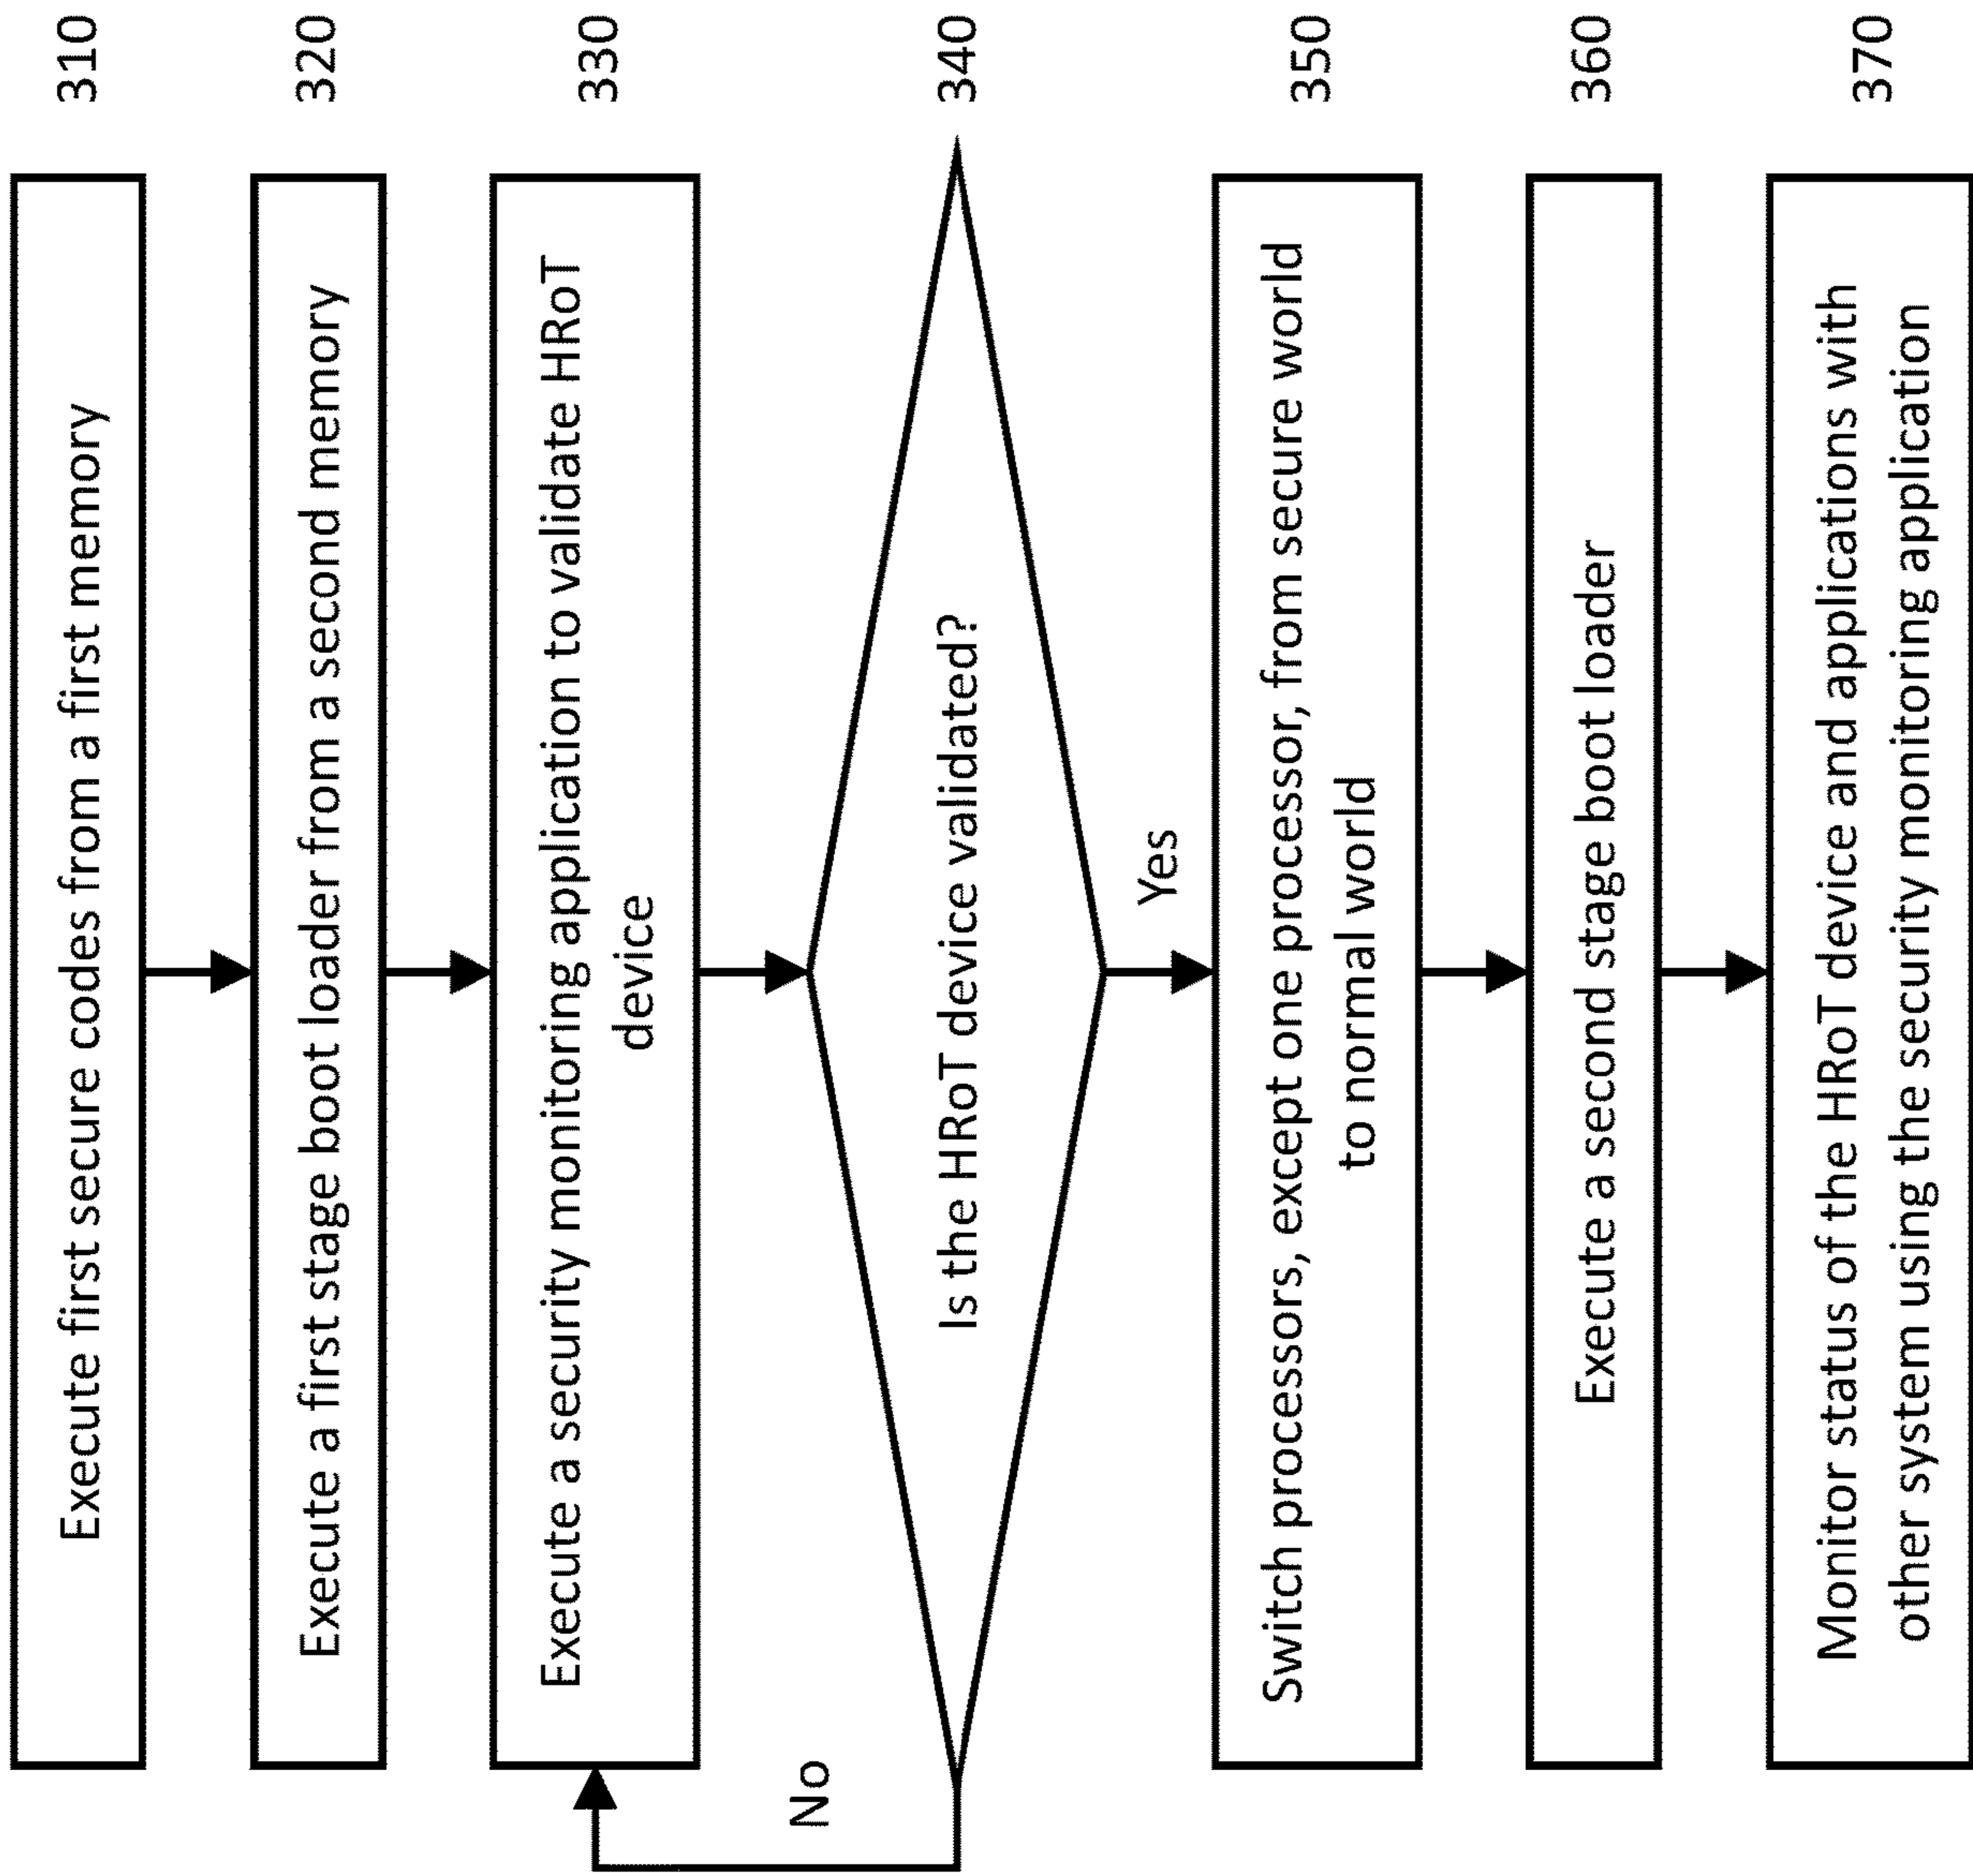 Execute first secure codes from a first memory
310
Execute a first stage boot loader from a second memory
320
Execute a security monitoring application to validate HRoT
device
330
No
Is the HRoT device validated?
340
Yes
Switch processors, except one processor, from secure world
to normal world
350
Execute a second stage boot loader
360
Monitor status of the HRoT device and applications with
other system using the security monitoring application
370